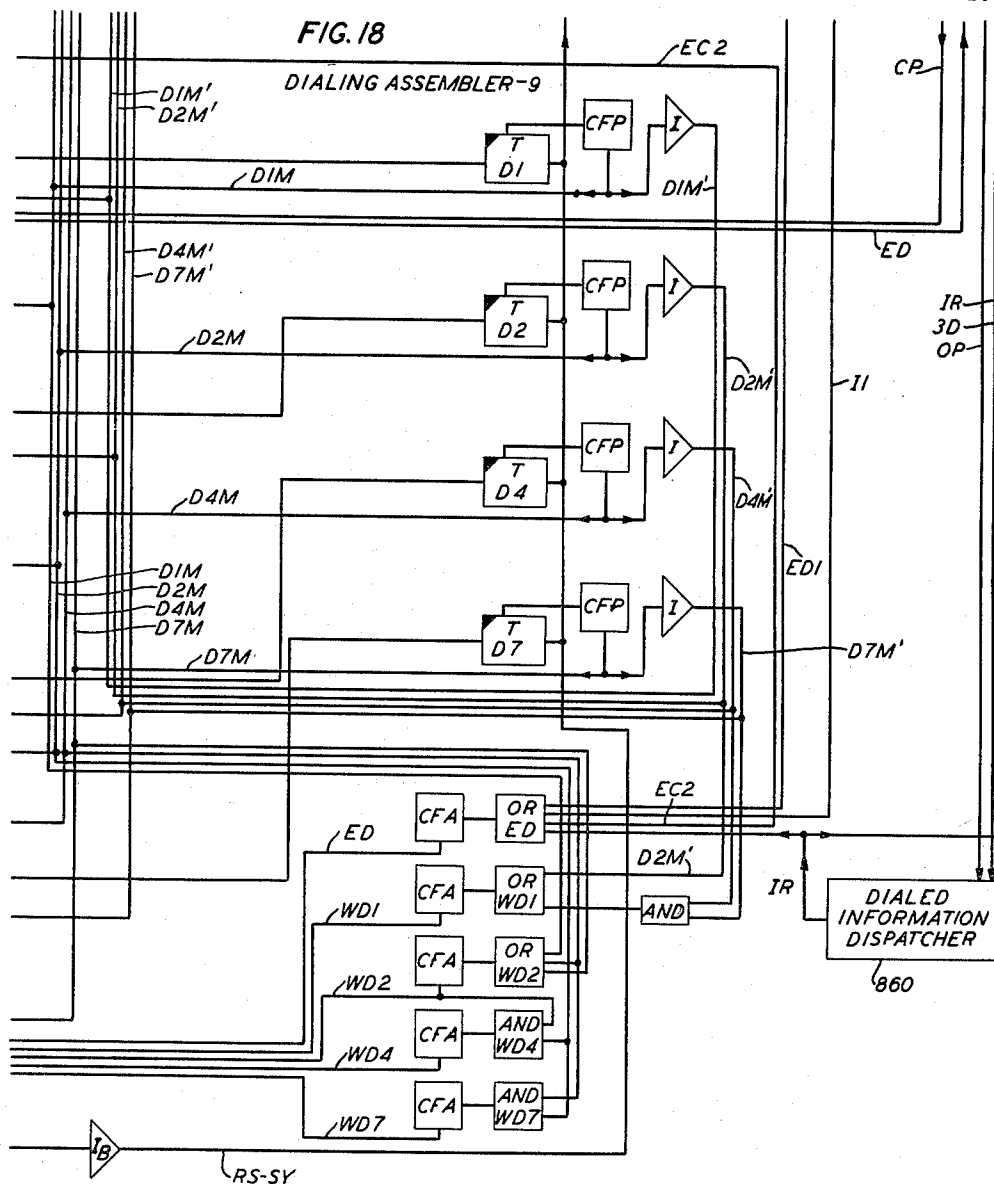 FIG. 18
DIALING ASSEMBLER-9
EC2
CP
D1M'
D2M'
CFP
I
T
D1
D1M
D1M'
ED
D4M'
D7M'
CFP
I
T
D2
IR
3D
OP
D2M
D2M'
I1
CFP
I
T
D4
D4M
D4M'
ED1
D1M
D2M
D4M
D7M
CFP
I
T
D7
D7M
D7M'
EC2
CFA
OR
ED
ED
D2M'
CFA
OR
WD1
AND
IR
DIALED
INFORMATION
DISPATCHER
WD1
CFA
OR
WD2
860
WD2
CFA
AND
WD4
WD4
CFA
AND
WD7
WD7
IB
RS-SY